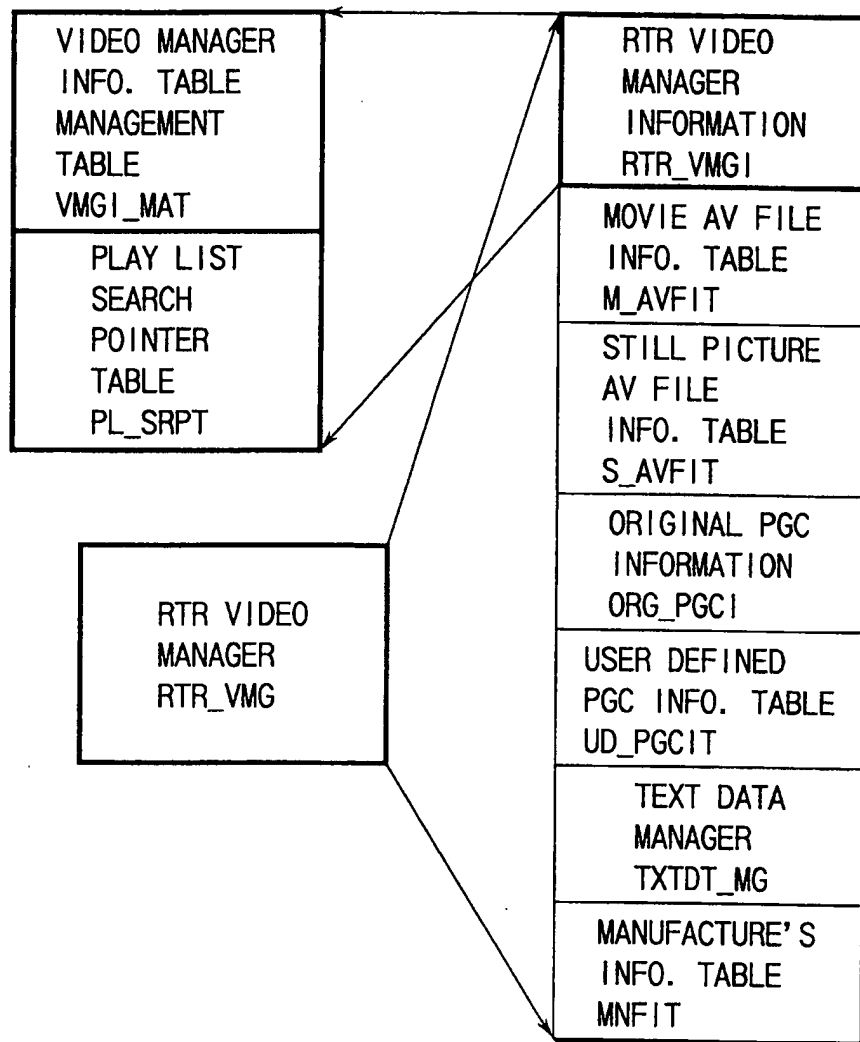 VIDEO MANAGER
INFO. TABLE
MANAGEMENT
TABLE
VMGI_MAT
PLAY LIST
SEARCH
POINTER
TABLE
PL_SRPT
RTR VIDEO
MANAGER
RTR_VMG
RTR VIDEO
MANAGER
INFORMATION
RTR_VMGI
MOVIE AV FILE
INFO. TABLE
M_AVFIT
STILL PICTURE
AV FILE
INFO. TABLE
S_AVFIT
ORIGINAL PGC
INFORMATION
ORG_PGCI
USER DEFINED
PGC INFO. TABLE
UD_PGCIT
TEXT DATA
MANAGER
TXTDT_MG
MANUFACTURE'S
INFO. TABLE
MNFIT